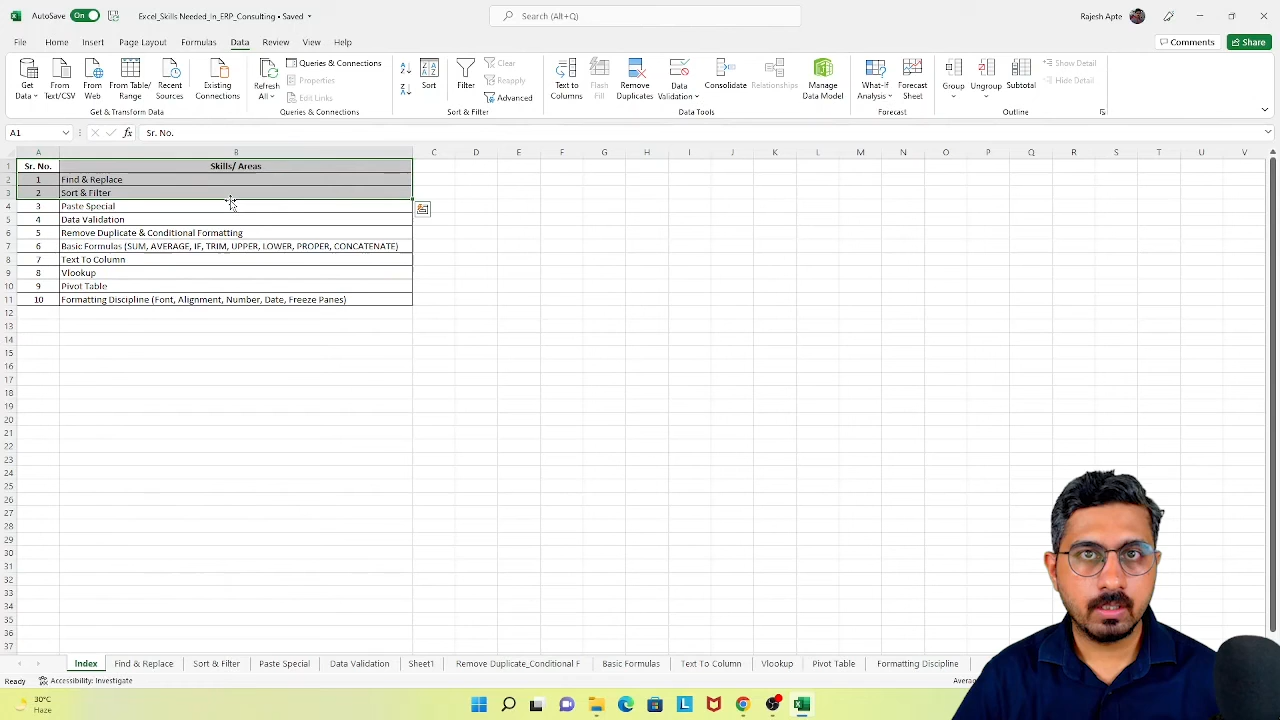 AutoSave On Excel_Skills Needed_In_ERP_Consulting • Saved Search (Alt+Q) Rajesh Apte
File Home Insert Page Layout Formulas Data Review View Help Comments Share
Get Data From Text/CSV From Web From Table/ Range Recent Sources Existing Connections
Get & Transform Data
Refresh All Queries & Connections Properties Edit Links
Queries & Connections
Sort Filter Clear Reapply Advanced
Sort & Filter
Text to Columns Flash Fill Remove Duplicates Data Validation Consolidate Relationships Manage Data Model
Data Tools
What-if Analysis Forecast Sheet
Forecast
Group Ungroup Subtotal Show Detail Hide Detail
Outline
A1 fx Sr. No.
A B C D E F G H I J K L M N O P Q R S T U V
1 Sr. No. Skills/ Areas
2 1 Find & Replace
3 2 Sort & Filter
4 3 Paste Special
5 4 Data Validation
6 5 Remove Duplicate & Conditional Formatting
7 6 Basic Formulas (SUM, AVERAGE, IF, TRIM, UPPER, LOWER, PROPER, CONCATENATE)
8 7 Text To Column
9 8 Vlookup
10 9 Pivot Table
11 10 Formatting Discipline (Font, Alignment, Number, Date, Freeze Panes)
12
13
14
15
16
17
18
19
20
21
22
23
24
25
26
27
28
29
30
31
32
33
34
35
36
37
Index Find & Replace Sort & Filter Paste Special Data Validation Sheet1 Remove Duplicate_Conditional F Basic Formulas Text To Column Vlookup Pivot Table Formatting Discipline
Ready Accessibility: Investigate
30°C
Haze